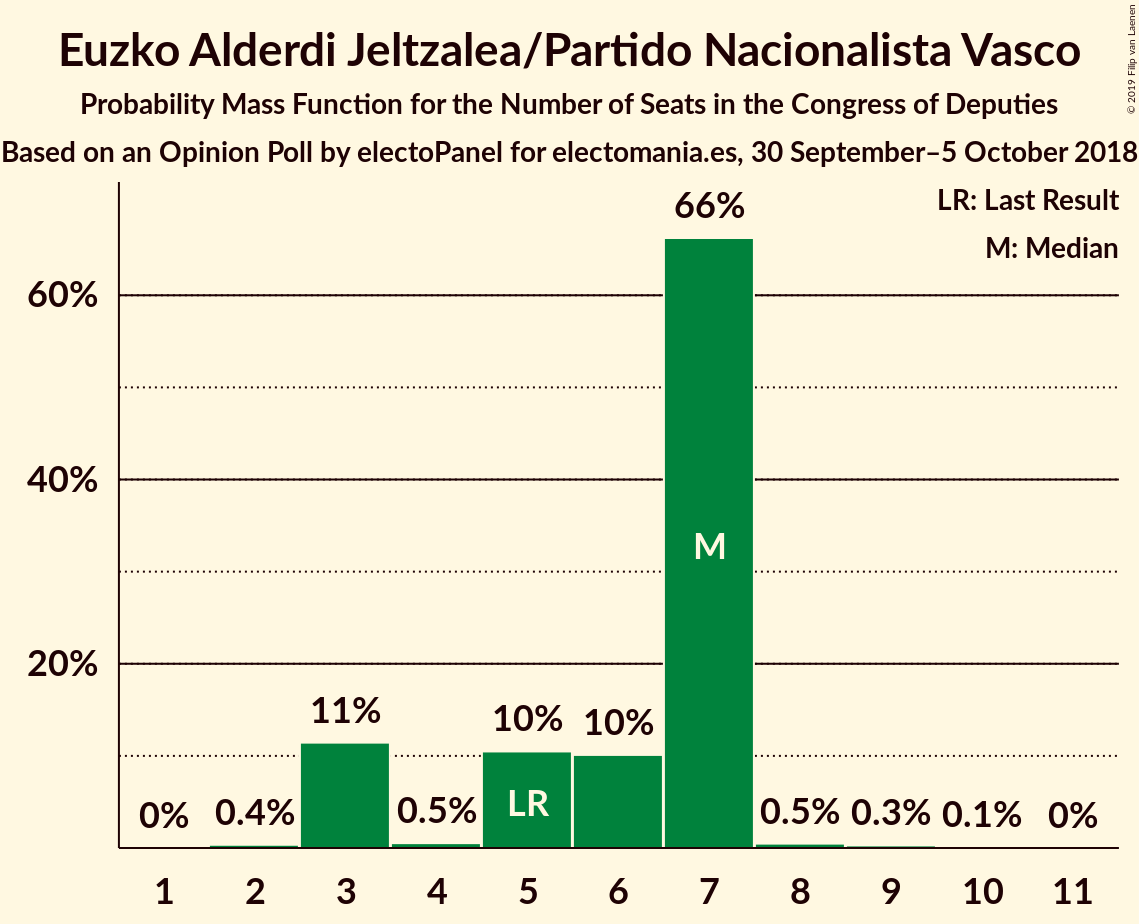 Euzko Alderdi Jeltzalea/Partido Nacionalista Vasco
Probability Mass Function for the Number of Seats in the Congress of Deputies
Based on an Opinion Poll by electoPanel for electomania.es, 30 September–5 October 2018
© 2019 Filip van Laenen
LR: Last Result
M: Median
60%
40%
20%
0%
0.4%
11%
0.5%
10%
10%
66%
0.5%
0.3%
0.1%
0%
LR
M
1 2 3 4 5 6 7 8 9 10 11